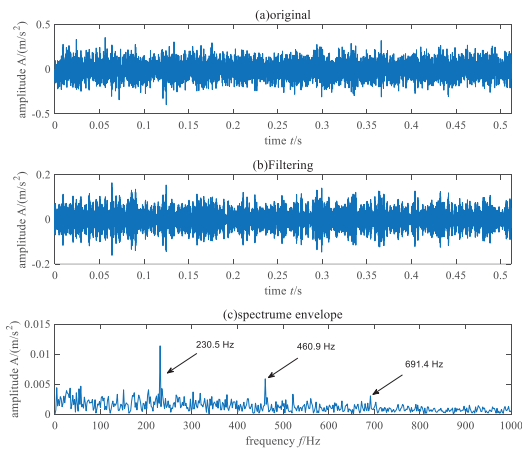 (a)original
0.5
0
-0.5
amplitude A/(m/s²)
0 0.05 0.1 0.15 0.2 0.25 0.3 0.35 0.4 0.45 0.5
time t/s
(b)Filtering
0.2
0
-0.2
amplitude A/(m/s²)
0 0.05 0.1 0.15 0.2 0.25 0.3 0.35 0.4 0.45 0.5
time t/s
(c)spectrume envelope
0.015
0.01
0.005
0
amplitude A/(m/s²)
230.5 Hz
460.9 Hz
691.4 Hz
0 100 200 300 400 500 600 700 800 900 1000
frequency f/Hz